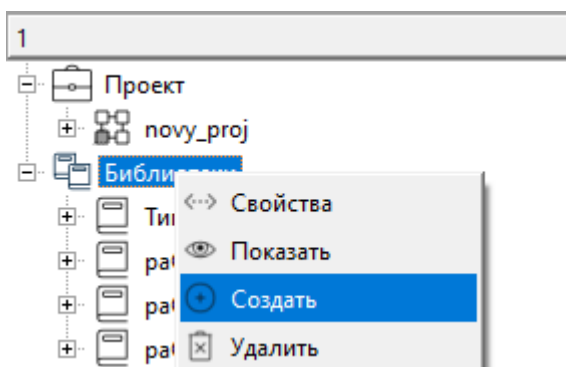 1
Проект
novy_proj
Свойства
Показать
Создать
Удалить